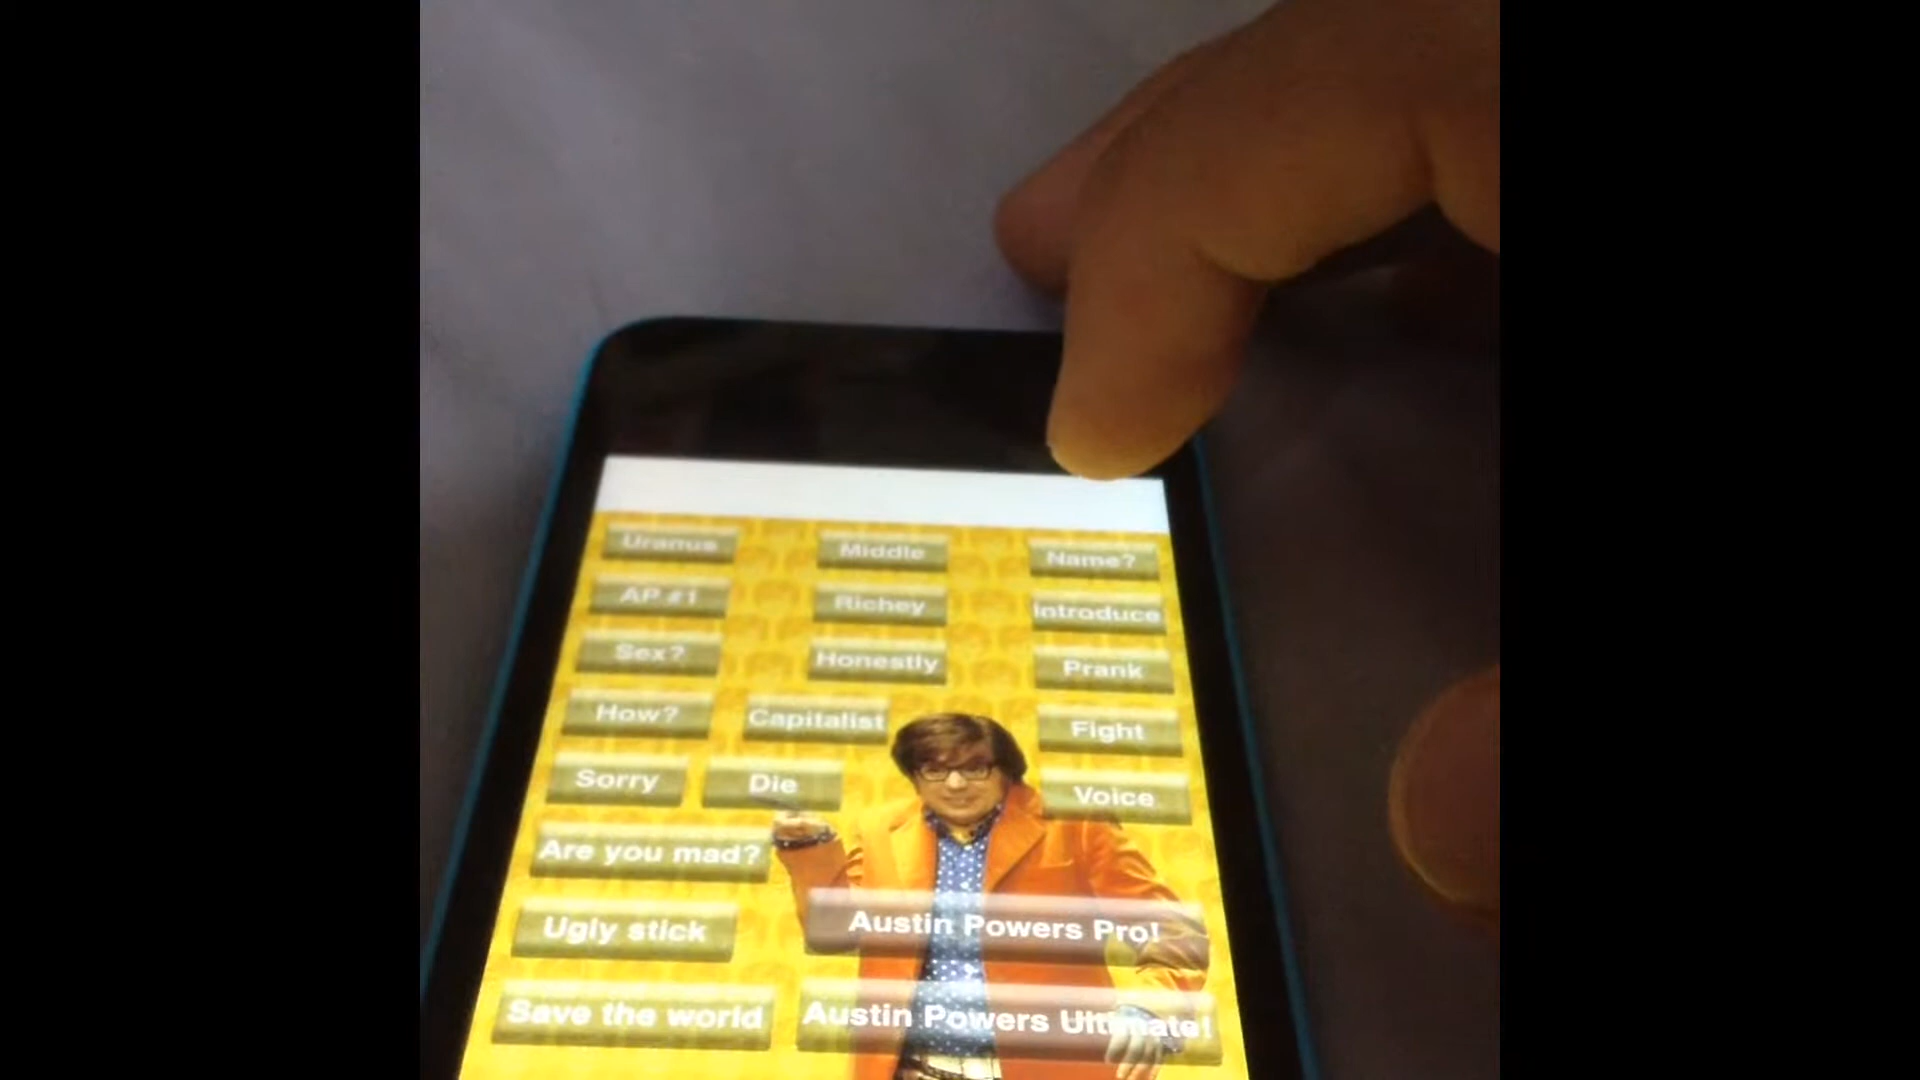 Uranus
Middle
Name?
AP #1
Richey
Introduce
Sex?
Honestly
Prank
How?
Capitalist
Fight
Sorry
Die
Voice
Are you mad?
Ugly stick
Austin Powers Pro!
Save the world
Austin Powers Ultimate!